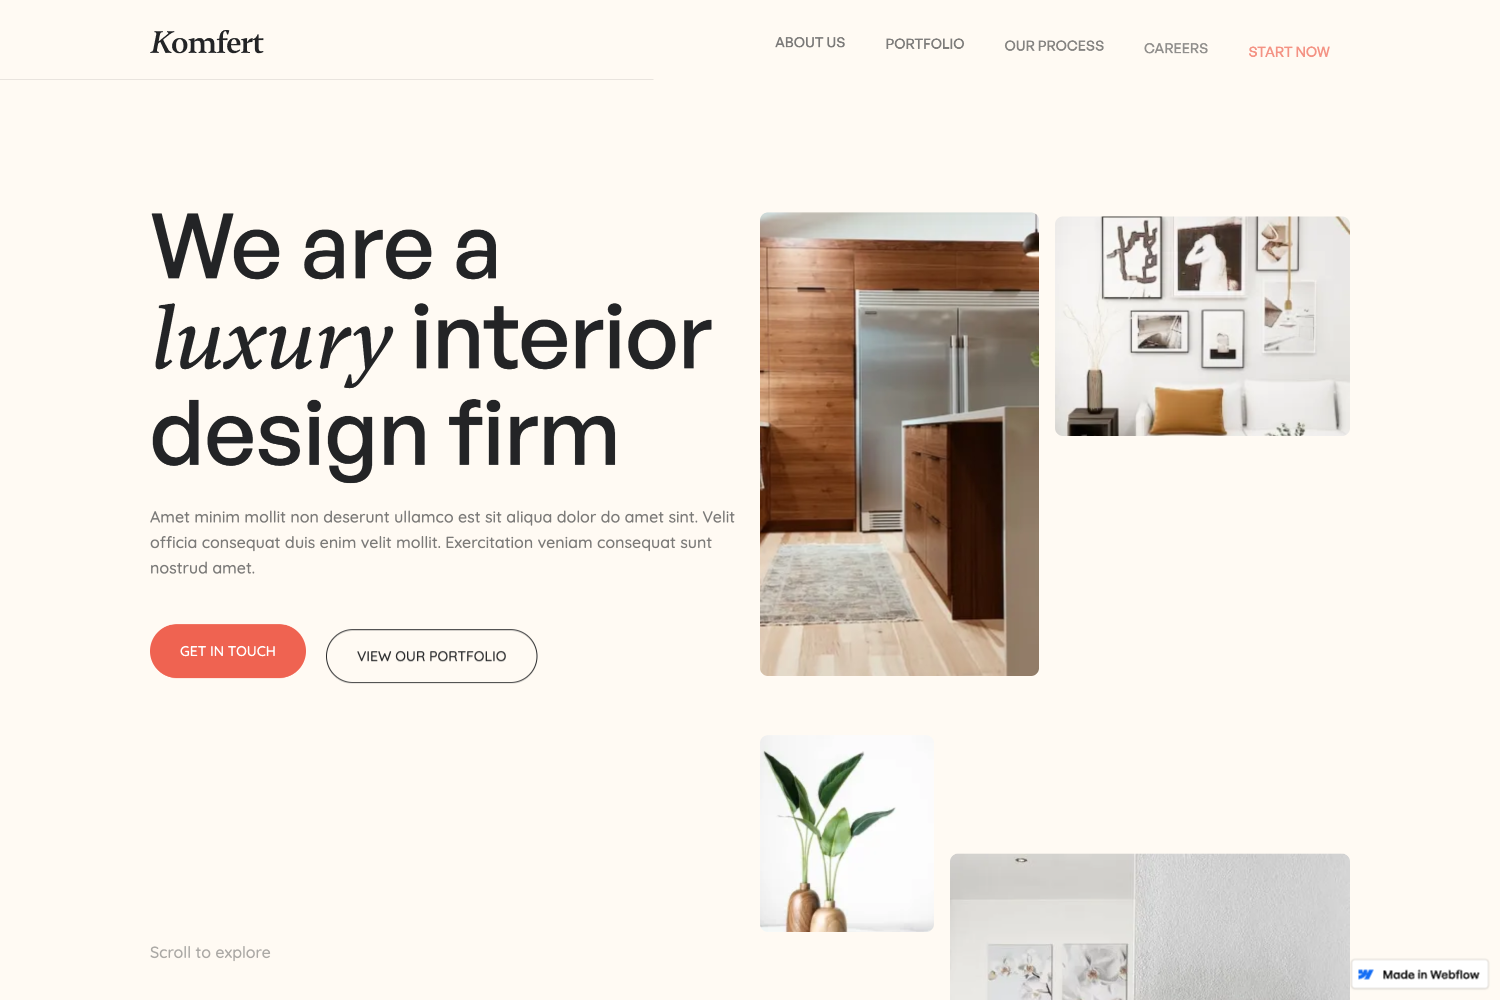 Komfert
ABOUT US
PORTFOLIO
OUR PROCESS
CAREERS
START NOW
We are a
luxury interior
design firm
Amet minim mollit non deserunt ullamco est sit aliqua dolor do amet sint. Velit
officia consequat duis enim velit mollit. Exercitation veniam consequat sunt
nostrud amet.
GET IN TOUCH
VIEW OUR PORTFOLIO
Scroll to explore
Made in Webflow